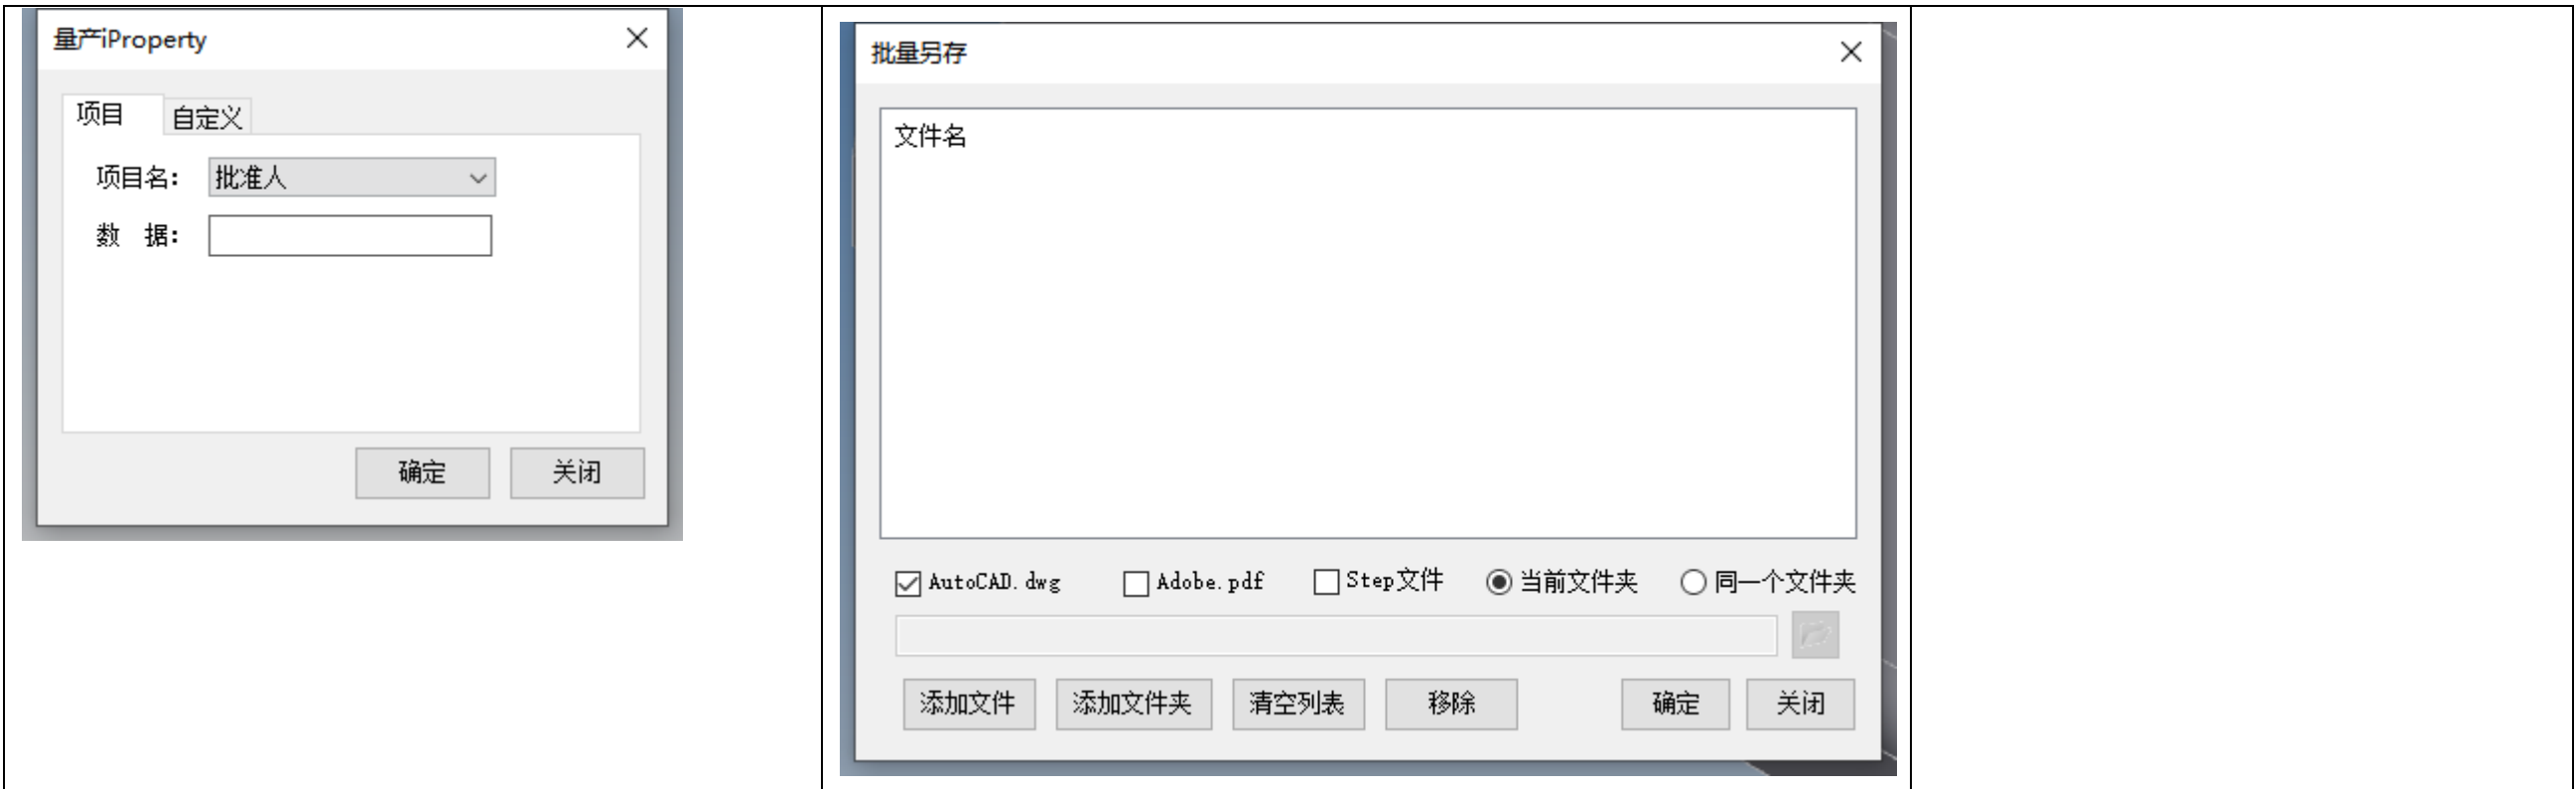 量产iProperty
项目 自定义
项目名: 批准人
数 据:
确定 关闭
批量另存
文件名
AutoCAD.dwg Adobe.pdf Step文件 当前文件夹 同一个文件夹
添加文件 添加文件夹 清空列表 移除 确定 关闭